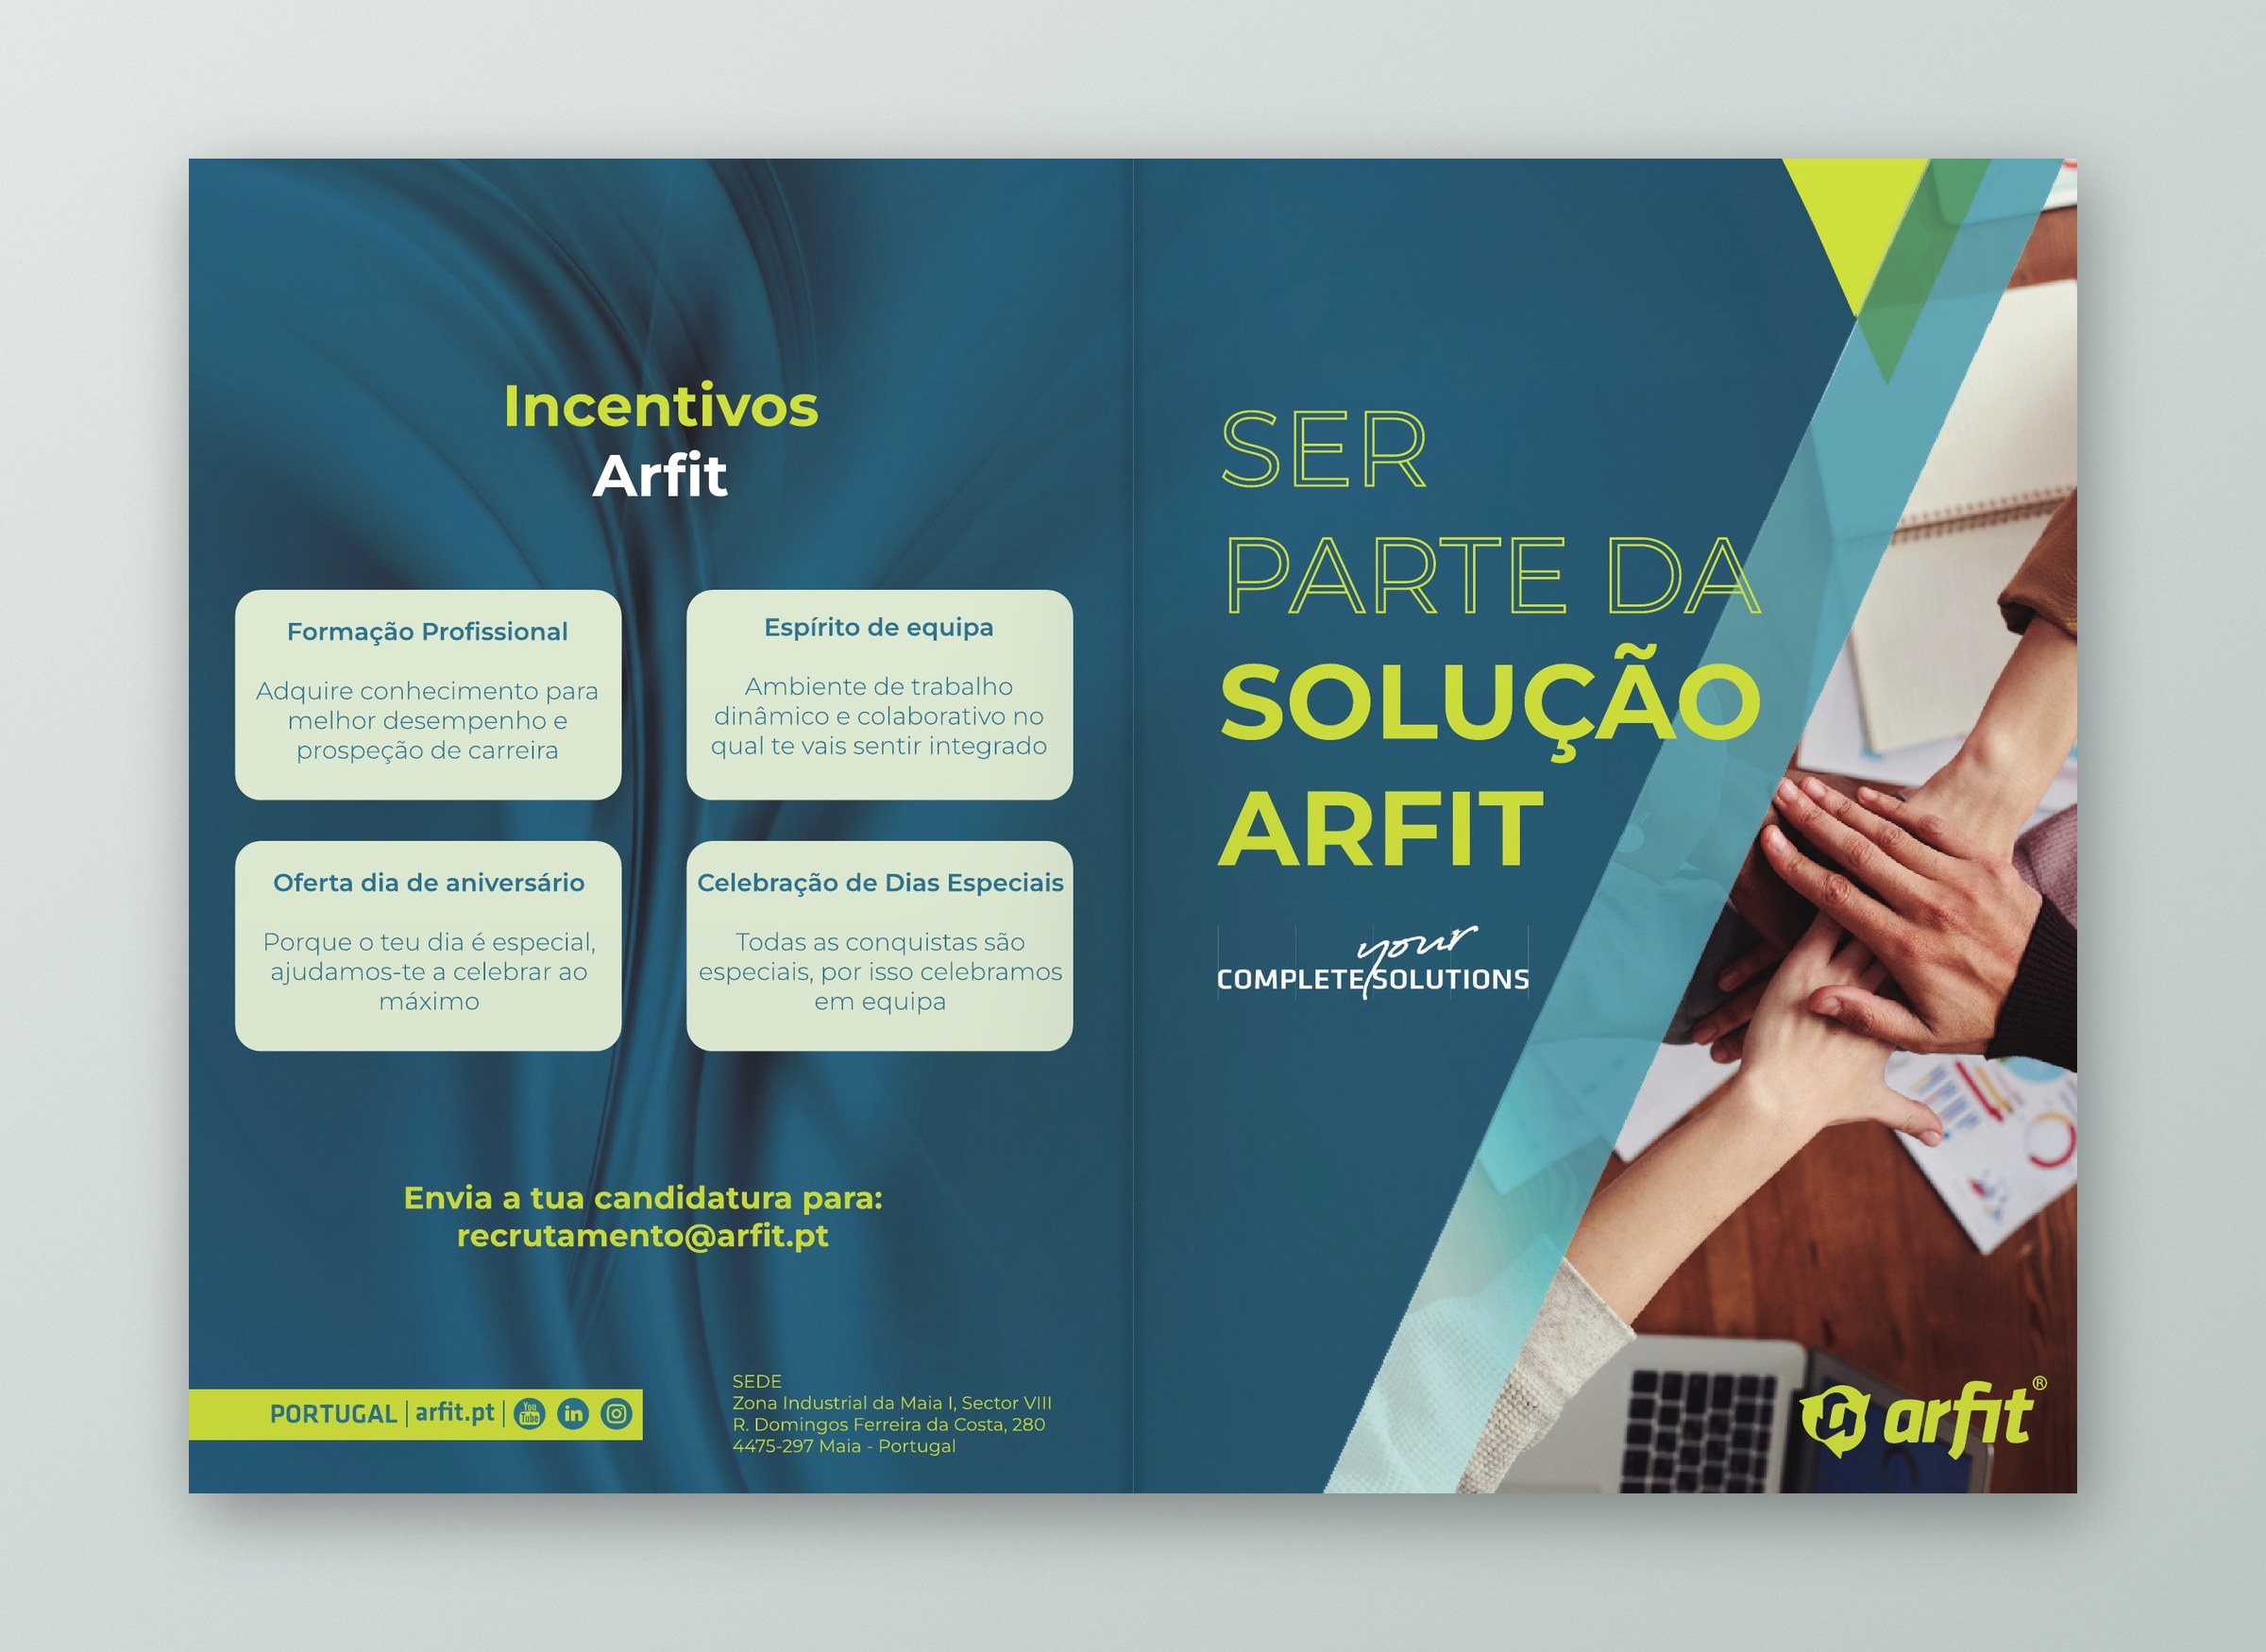 Incentivos
Arfit
Formação Profissional
Adquire conhecimento para
melhor desempenho e
prospeção de carreira
Espírito de equipa
Ambiente de trabalho
dinâmico e colaborativo no
qual te vais sentir integrado
Oferta dia de aniversário
Porque o teu dia é especial,
ajudamos-te a celebrar ao
máximo
Celebração de Dias Especiais
Todas as conquistas são
especiais, por isso celebramos
em equipa
Envia a tua candidatura para:
recrutamento@arfit.pt
PORTUGAL | arfit.pt | You Tube in
SEDE
Zona Industrial da Maia I, Sector VIII
R. Domingos Ferreira da Costa, 280
4475-297 Maia - Portugal
SER
PARTE DA
SOLUÇÃO
ARFIT
your
COMPLETE SOLUTIONS
arfit®